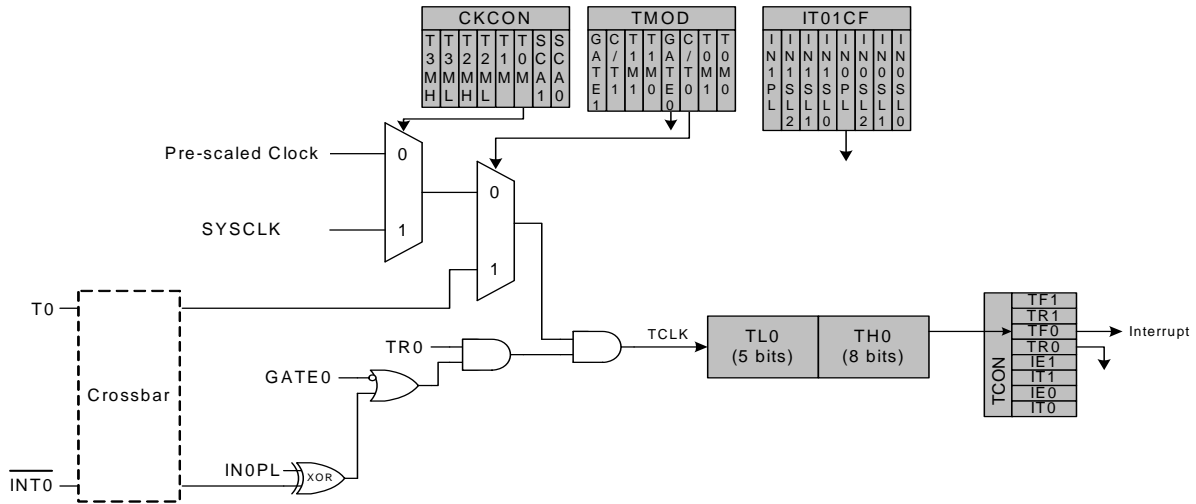 CKCON
T3MH
T3ML
T2MH
T2ML
T1M
T0M
SCA1
SCA0
TMOD
GATE1
C/T1
T1M1
T1M0
GATE0
C/T0
T0M1
T0M0
IT01CF
IN1PL
IN1SL2
IN1SL1
IN1SL0
IN0PL
IN0SL2
IN0SL1
IN0SL0
Pre-scaled Clock
0
SYSCLK
1
0
1
T0
Crossbar
INT0
TR0
GATE0
IN0PL
XOR
TCLK
TL0
(5 bits)
TH0
(8 bits)
TCON
TF1
TR1
TF0
TR0
IE1
IT1
IE0
IT0
Interrupt